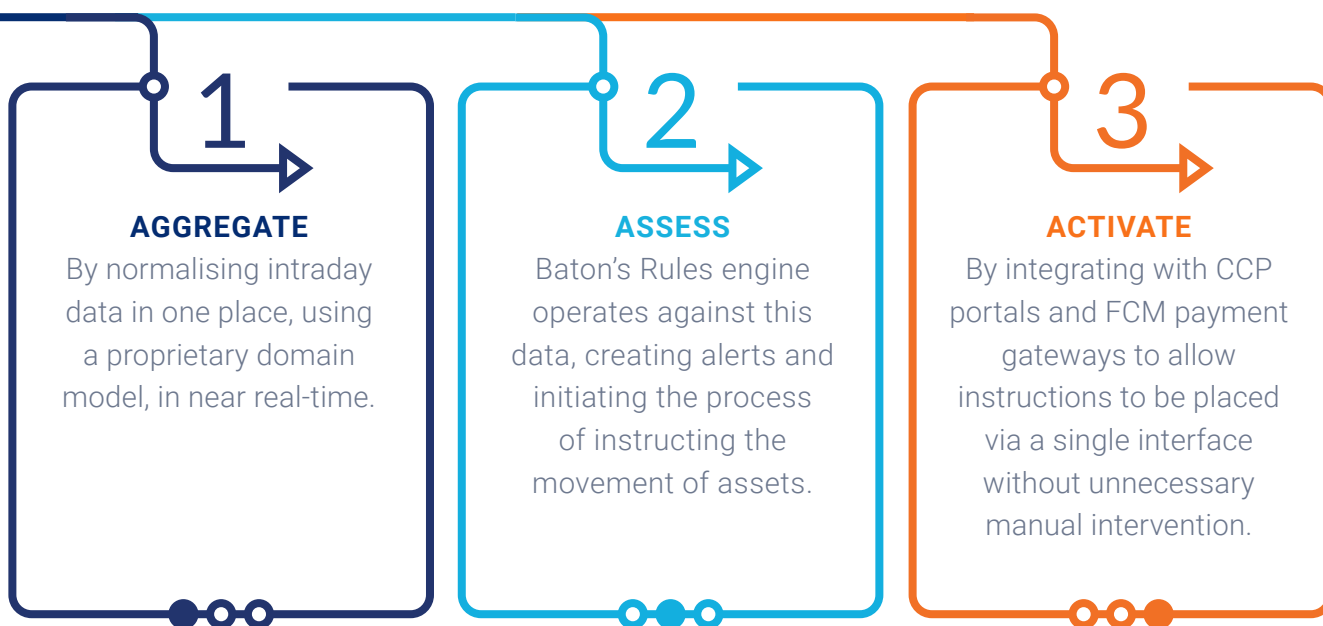 1
AGGREGATE
By normalising intraday
data in one place, using
a proprietary domain
model, in near real-time.
2
ASSESS
Baton’s Rules engine
operates against this
data, creating alerts and
initiating the process
of instructing the
movement of assets.
3
ACTIVATE
By integrating with CCP
portals and FCM payment
gateways to allow
instructions to be placed
via a single interface
without unnecessary
manual intervention.